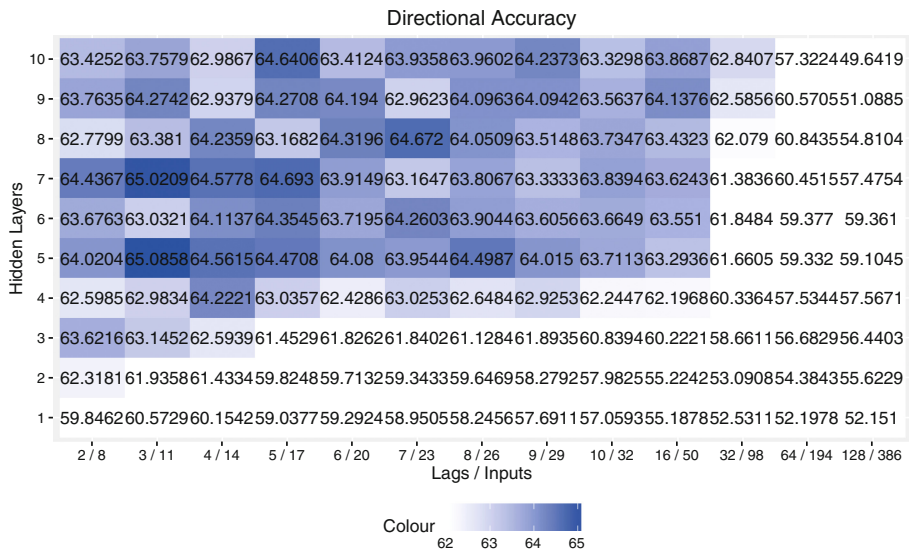 Directional Accuracy
Hidden Layers
10 63.4252 63.7579 62.9867 64.6406 63.4124 63.9358 63.9602 64.2373 63.3298 63.8687 62.8407 57.3224 49.6419
9 63.7635 64.2742 62.9379 64.2708 64.194 62.9623 64.0963 64.0942 63.5637 64.1376 62.5856 60.5705 51.0885
8 62.7799 63.381 64.2359 63.1682 64.3196 64.672 64.0509 63.5148 63.7347 63.4323 62.079 60.8435 54.8104
7 64.4367 65.0209 64.5778 64.693 63.9149 63.1647 63.8067 63.3333 63.8394 63.6243 61.3836 60.4515 57.4754
6 63.6763 63.0321 64.1137 64.3545 63.7195 64.2603 63.9044 63.6056 63.6649 63.551 61.8484 59.377 59.361
5 64.0204 65.0858 64.5615 64.4708 64.08 63.9544 64.4987 64.015 63.7113 63.2936 61.6605 59.332 59.1045
4 62.5985 62.9834 64.2221 63.0357 62.4286 63.0253 62.6484 62.9253 62.2447 62.1968 60.3364 57.5344 57.5671
3 63.6216 63.1452 62.5939 61.4529 61.8262 61.8402 61.1284 61.8935 60.8394 60.2221 58.6611 56.6829 56.4403
2 62.3181 61.9358 61.4334 59.8248 59.7132 59.3433 59.6469 58.2792 57.9825 55.2242 53.0908 54.3843 55.6229
1 59.8462 60.5729 60.1542 59.0377 59.2924 58.9505 58.2456 57.6911 57.0593 55.1878 52.5311 52.1978 52.151
2 / 8 3 / 11 4 / 14 5 / 17 6 / 20 7 / 23 8 / 26 9 / 29 10 / 32 16 / 50 32 / 98 64 / 194 128 / 386
Lags / Inputs
Colour
62 63 64 65